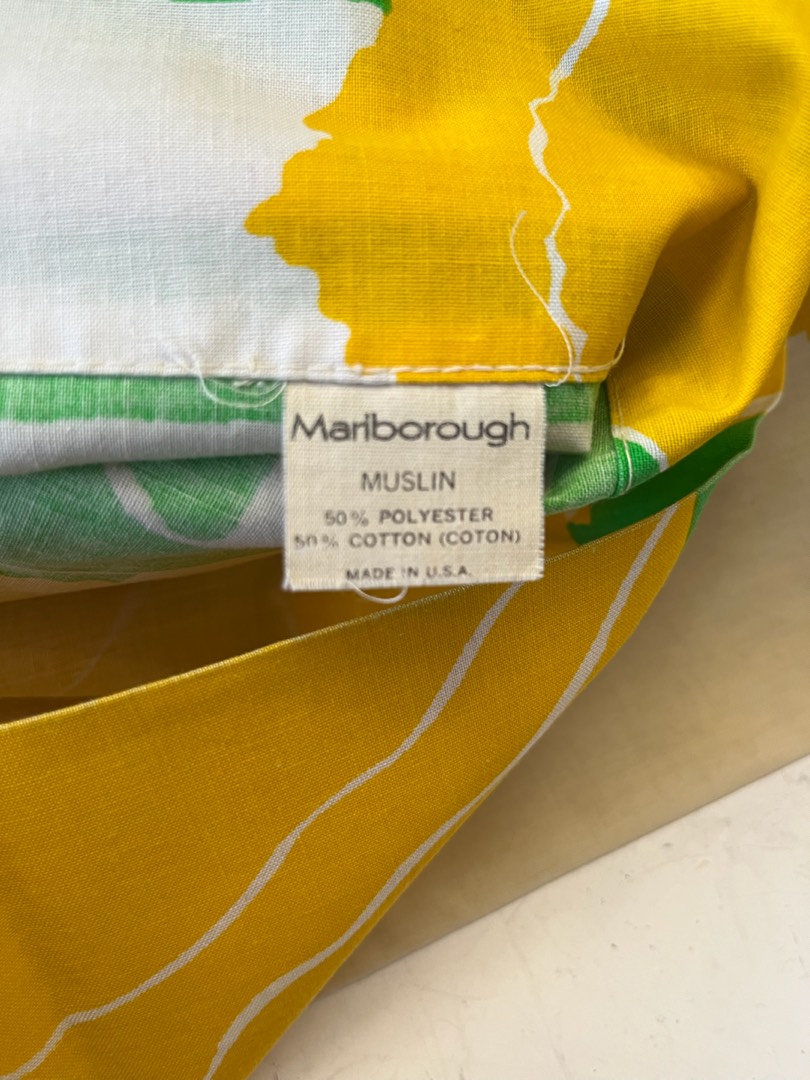 Marlborough
MUSLIN
50% POLYESTER
50% COTTON (COTON)
MADE IN U.S.A.